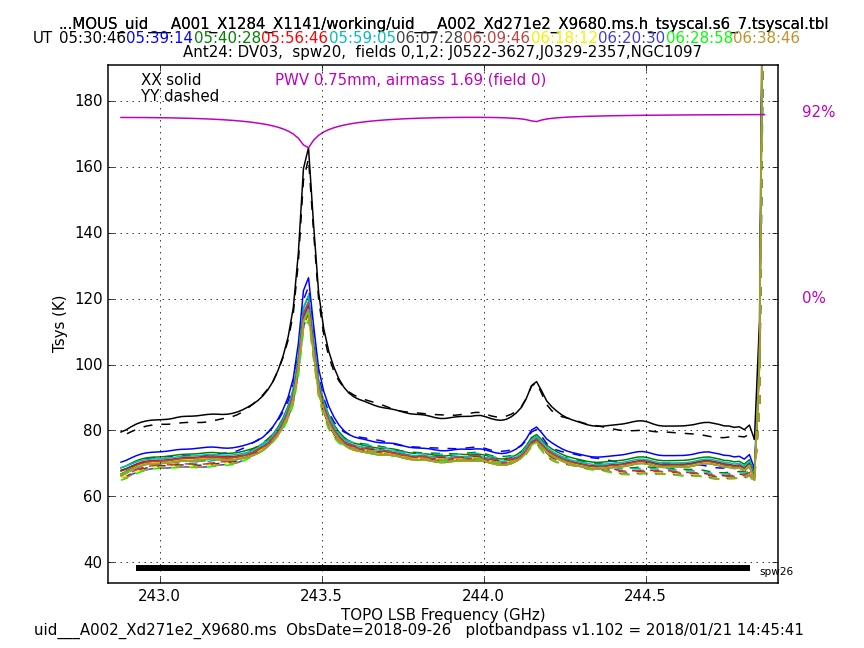 ...MOUS_uid___A001_X1284_X1141/working/uid___A002_Xd271e2_X9680.ms.h_tsyscal.s6_7.tsyscal.tbl
UT 05:30:46 05:39:14 05:40:28 05:56:46 05:59:05 06:07:28 06:09:46 06:18:12 06:20:30 06:28:58 06:38:46
Ant24: DV03, spw20, fields 0,1,2: J0522-3627,J0329-2357,NGC1097
XX solid
PWV 0.75mm, airmass 1.69 (field 0)
YY dashed
180
92%
160
140
120
0%
Tsys (K)
100
80
60
40
spw26
243.0 243.5 244.0 244.5
TOPO LSB Frequency (GHz)
uid___A002_Xd271e2_X9680.ms ObsDate=2018-09-26 plotbandpass v1.102 = 2018/01/21 14:45:41